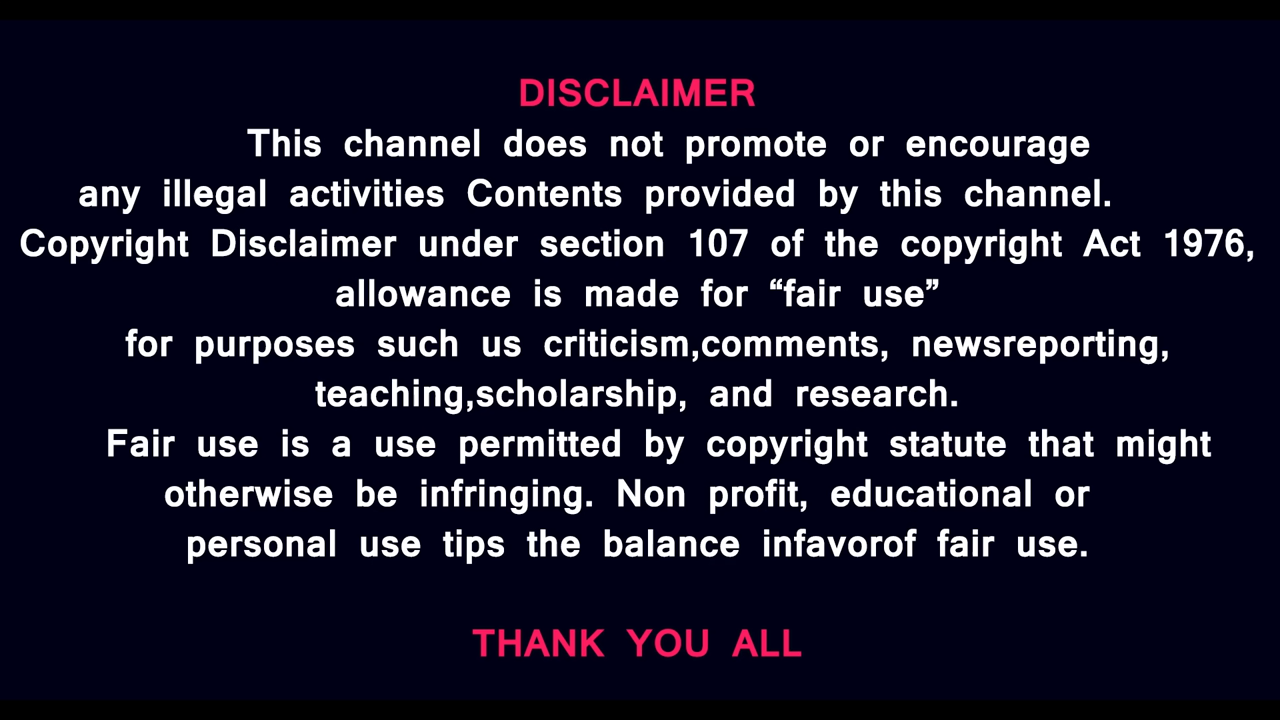 DISCLAIMER
This channel does not promote or encourage
any illegal activities Contents provided by this channel.
Copyright Disclaimer under section 107 of the copyright Act 1976,
allowance is made for “fair use”
for purposes such us criticism,comments, newsreporting,
teaching,scholarship, and research.
Fair use is a use permitted by copyright statute that might
otherwise be infringing. Non profit, educational or
personal use tips the balance infavorof fair use.
THANK YOU ALL